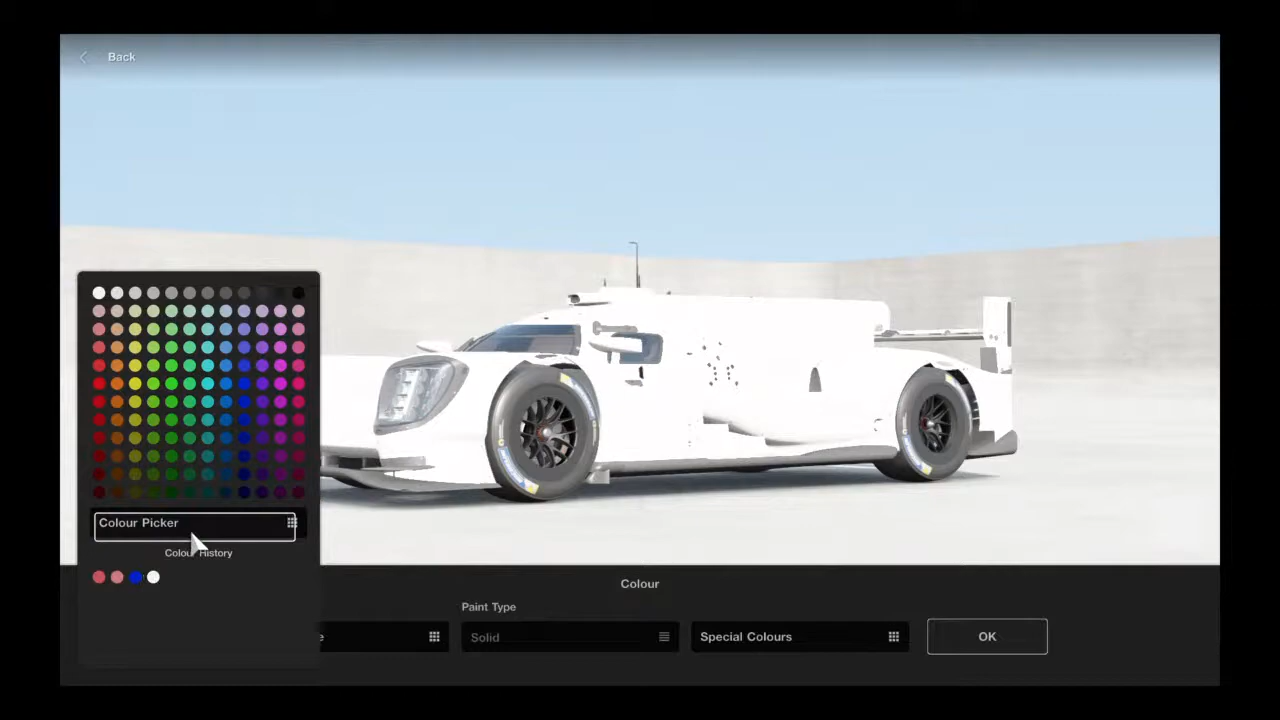 Back
Colour Picker
Colour History
Colour
Paint Type
e
Solid
Special Colours
OK